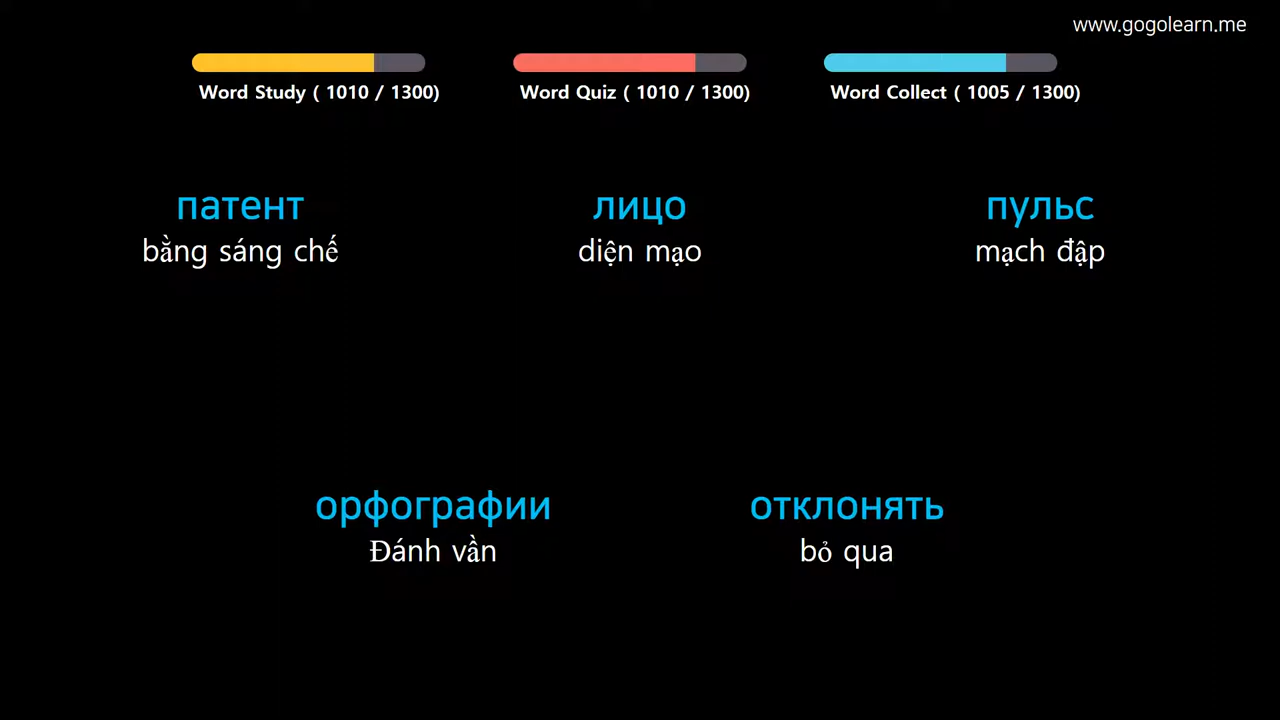 www.gogolearn.me
Word Study ( 1010 / 1300)
Word Quiz ( 1010 / 1300)
Word Collect ( 1005 / 1300)
патент
bằng sáng chế
лицо
diện mạo
пульс
mạch đập
орфографии
Đánh vần
отклонять
bỏ qua